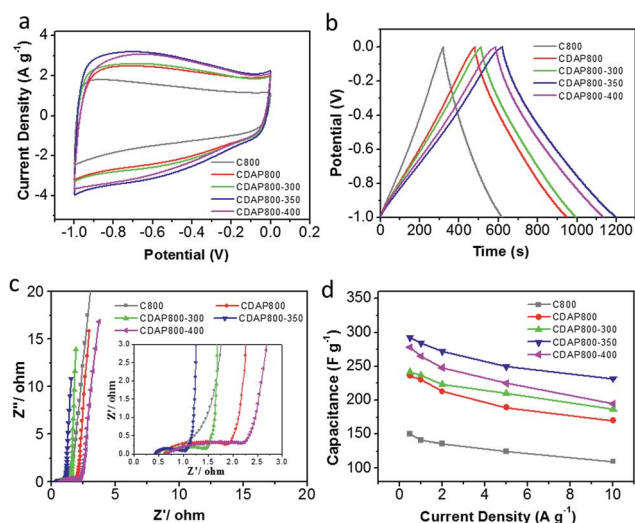 a
Current Density (A g⁻¹)
4
2
0
-2
-4
-1.0 -0.8 -0.6 -0.4 -0.2 0.0 0.2
Potential (V)
C800
CDAP800
CDAP800-300
CDAP800-350
CDAP800-400
b
Potential (V)
0.0
-0.2
-0.4
-0.6
-0.8
-1.0
0 200 400 600 800 1000 1200
Time (s)
C800
CDAP800
CDAP800-300
CDAP800-350
CDAP800-400
c
Z''/ ohm
20
15
10
5
0
0 5 10 15 20
Z'/ ohm
C800 CDAP800
CDAP800-300 CDAP800-350
CDAP800-400
Z'/ ohm
3.0
2.5
2.0
1.5
1.0
0.5
0.0
0.0 0.5 1.0 1.5 2.0 2.5 3.0
Z'/ ohm
d
Capacitance (F g⁻¹)
350
300
250
200
150
100
0 2 4 6 8 10
Current Density (A g⁻¹)
C800
CDAP800
CDAP800-300
CDAP800-350
CDAP800-400